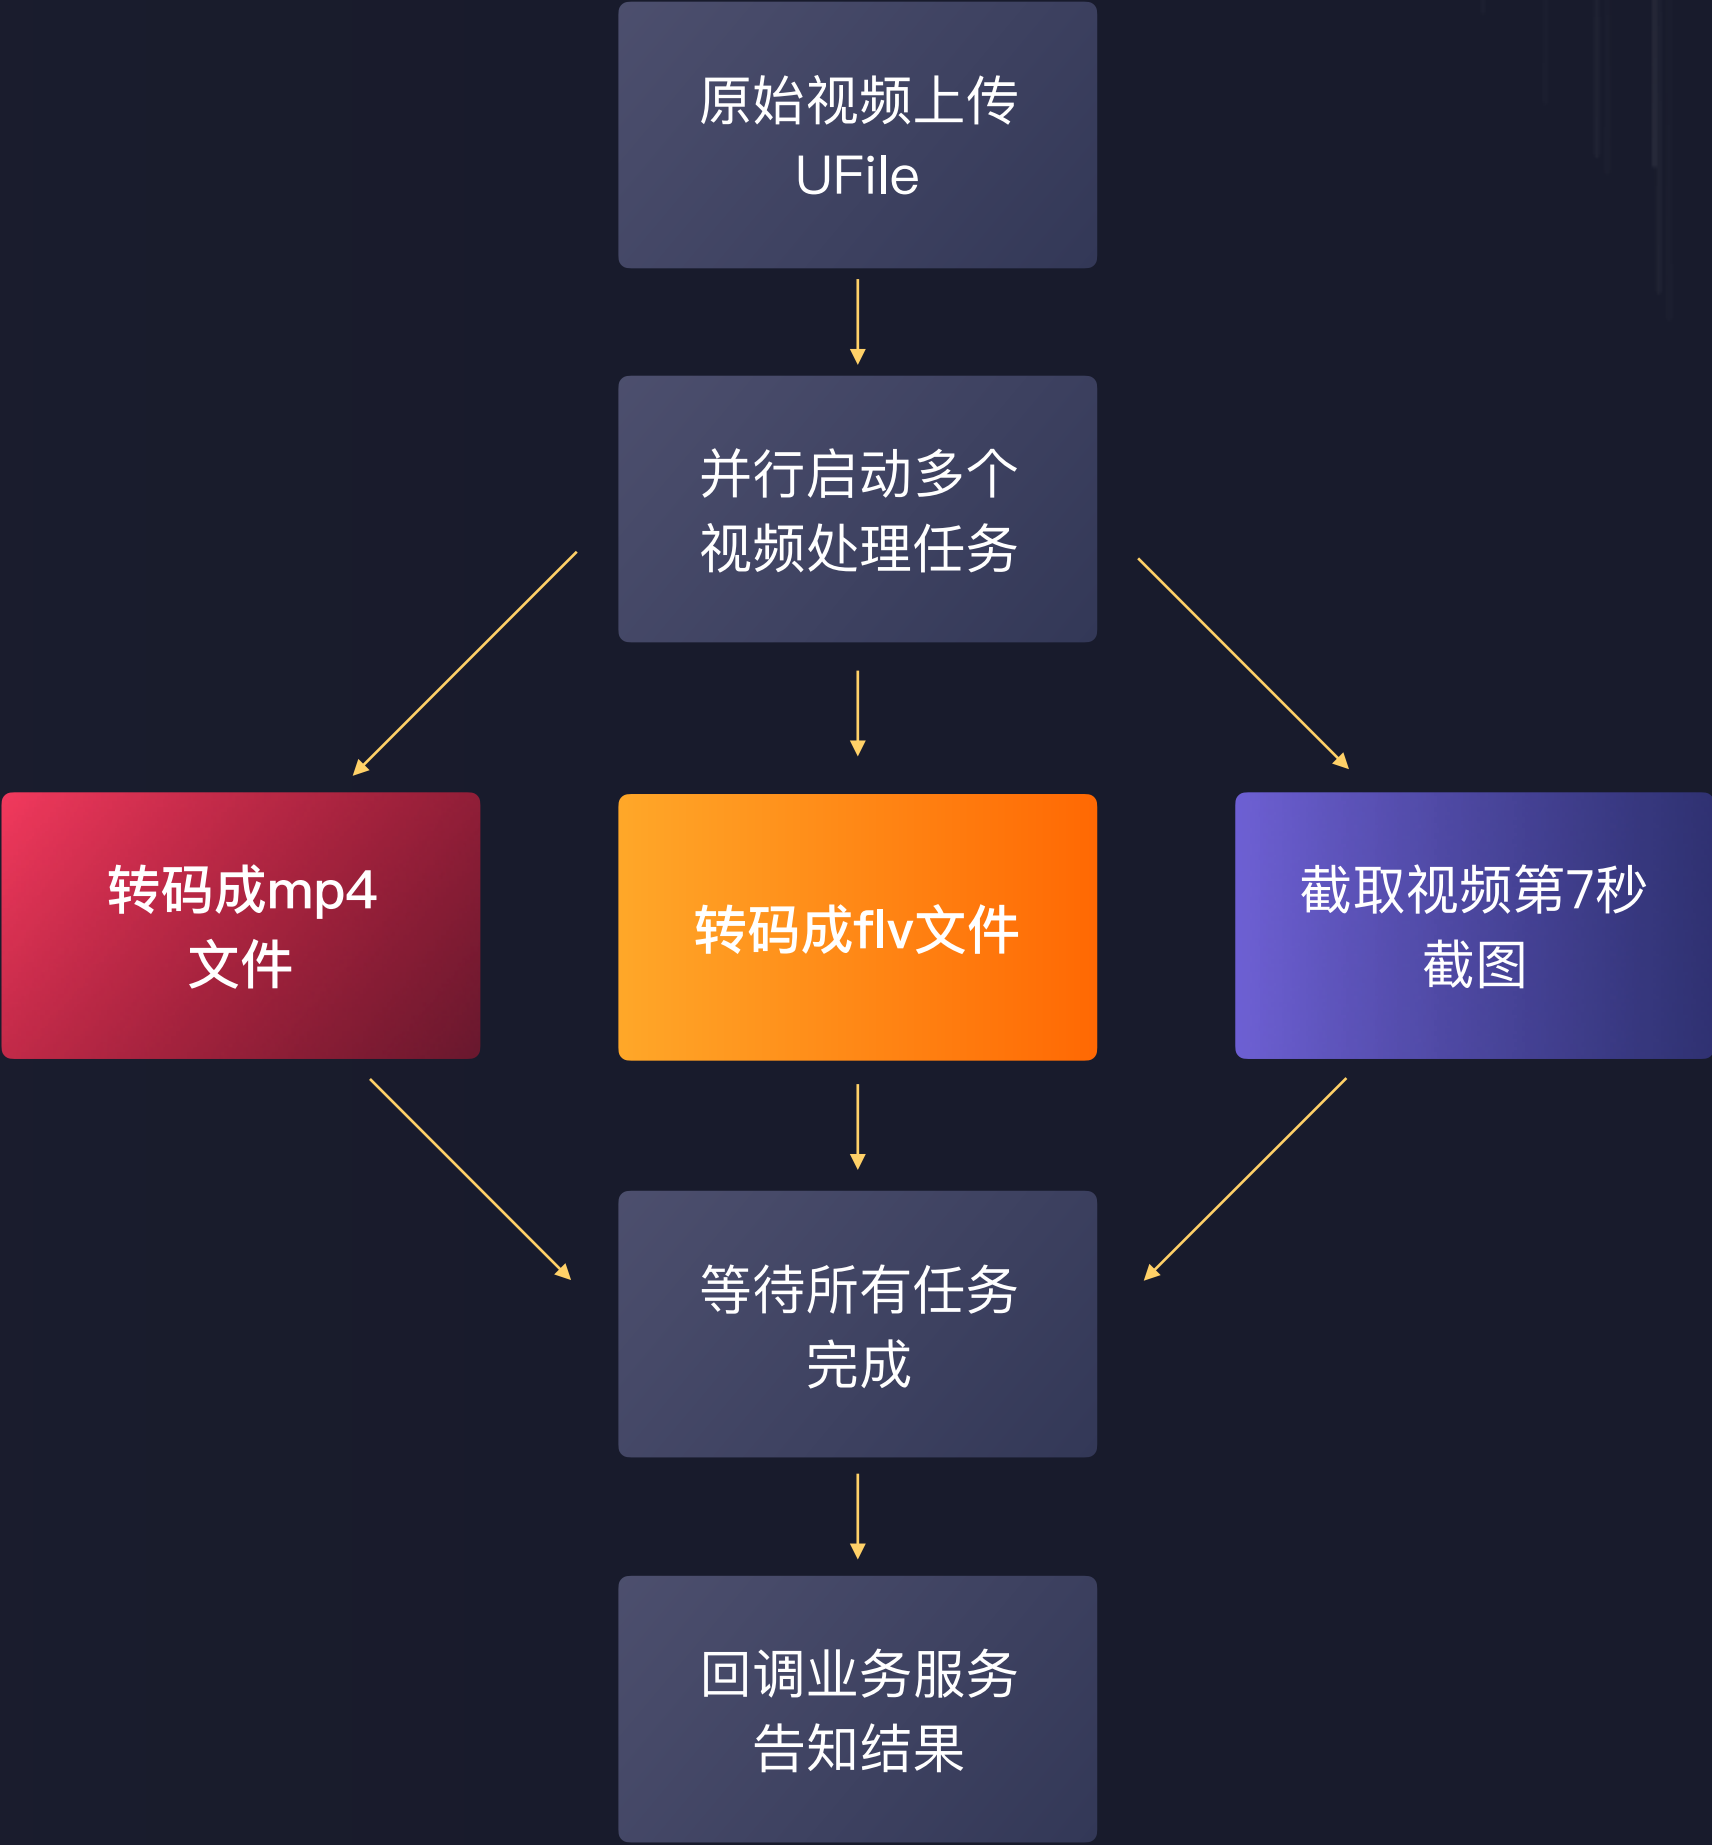 原始视频上传
UFile
并行启动多个
视频处理任务
转码成mp4
文件
转码成flv文件
截取视频第7秒
截图
等待所有任务
完成
回调业务服务
告知结果